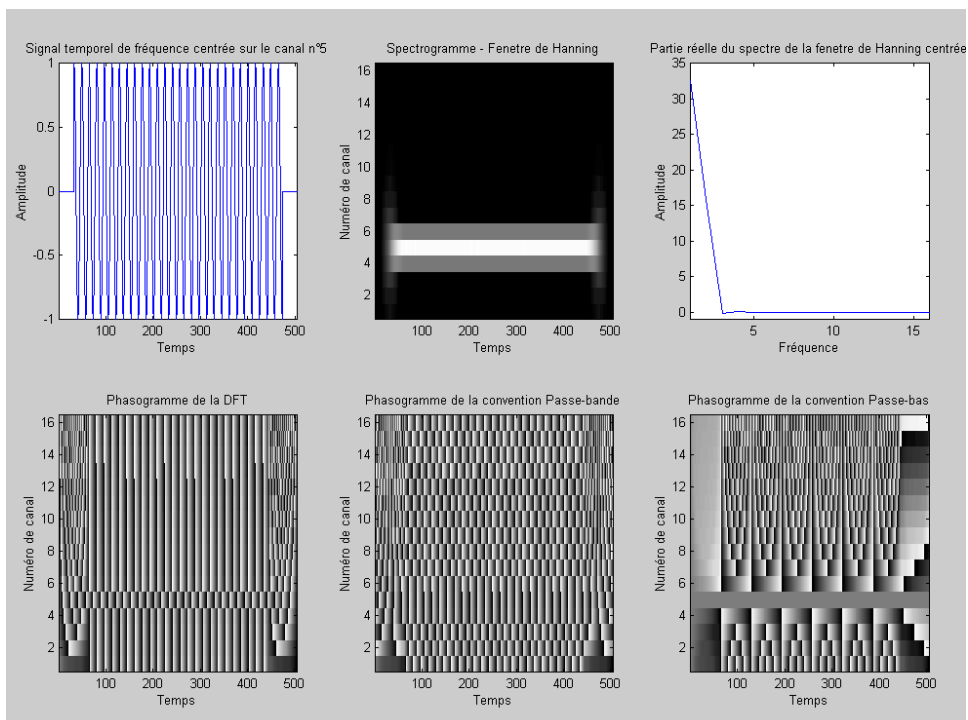 Signal temporel de fréquence centrée sur le canal n°5
1
0.5
0
-0.5
-1
Amplitude
100 200 300 400 500
Temps
Spectrogramme - Fenetre de Hanning
16
14
12
10
8
6
4
2
Numéro de canal
100 200 300 400 500
Temps
Partie réelle du spectre de la fenetre de Hanning centrée
35
30
25
20
15
10
5
0
Amplitude
5 10 15
Fréquence
Phasogramme de la DFT
16
14
12
10
8
6
4
2
Numéro de canal
100 200 300 400 500
Temps
Phasogramme de la convention Passe-bande
16
14
12
10
8
6
4
2
Numéro de canal
100 200 300 400 500
Temps
Phasogramme de la convention Passe-bas
16
14
12
10
8
6
4
2
Numéro de canal
100 200 300 400 500
Temps